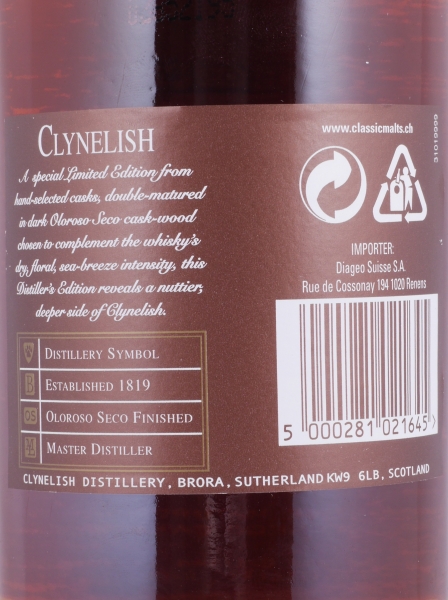 CLYNELISH
A special Limited Edition from
hand-selected casks, double-matured
in dark Oloroso Seco cask-wood
chosen to complement the whisky's
dry, floral, sea-breeze intensity, this
Distiller's Edition reveals a nuttier,
deeper side of Clynelish.
DISTILLERY SYMBOL
B ESTABLISHED 1819
OS OLOROSO SECO FINISHED
M MASTER DISTILLER
CLYNELISH DISTILLERY, BRORA, SUTHERLAND KW9 6LB, SCOTLAND
www.classicmalts.ch
31019999
IMPORTER:
Diageo Suisse S.A.
Rue de Cossonay 194 1020 Renens
5 000281 021645 >